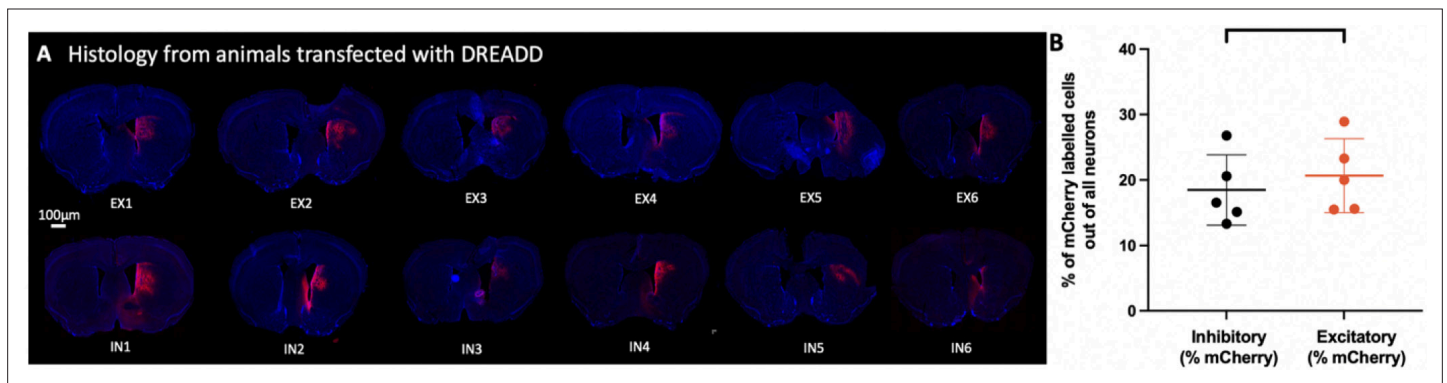 A Histology from animals transfected with DREADD
EX1 EX2 EX3 EX4 EX5 EX6
100μm
IN1 IN2 IN3 IN4 IN5 IN6
B
% of mCherry labelled cells
out of all neurons
40
30
20
10
0
Inhibitory
(% mCherry)
Excitatory
(% mCherry)